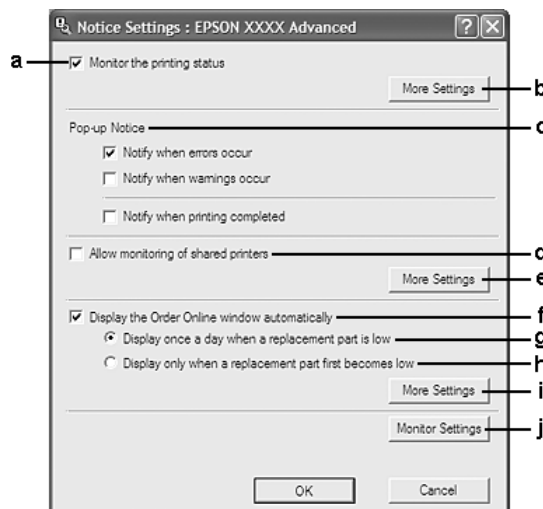 Notice Settings : EPSON XXXX Advanced
a Monitor the printing status
More Settings b
Pop-up Notice c
Notify when errors occur
Notify when warnings occur
Notify when printing completed
Allow monitoring of shared printers d
More Settings e
Display the Order Online window automatically f
Display once a day when a replacement part is low g
Display only when a replacement part first becomes low h
More Settings i
Monitor Settings j
OK Cancel